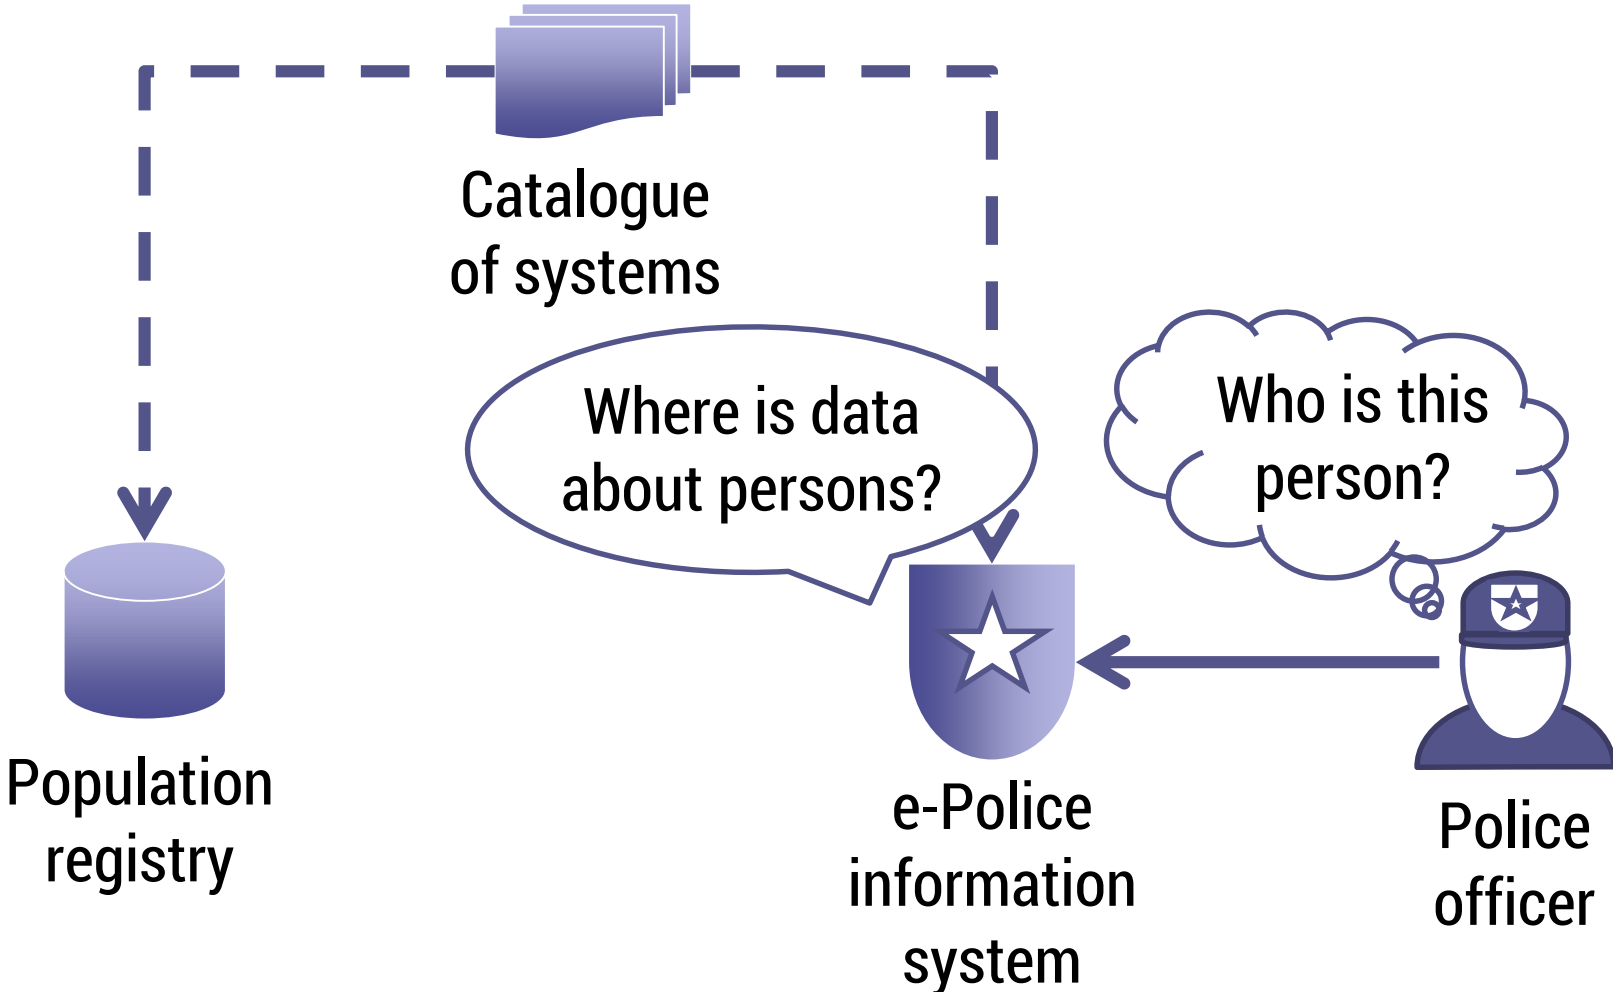 Catalogue
of systems
Where is data
about persons?
Who is this
person?
Population
registry
e-Police
information
system
Police
officer